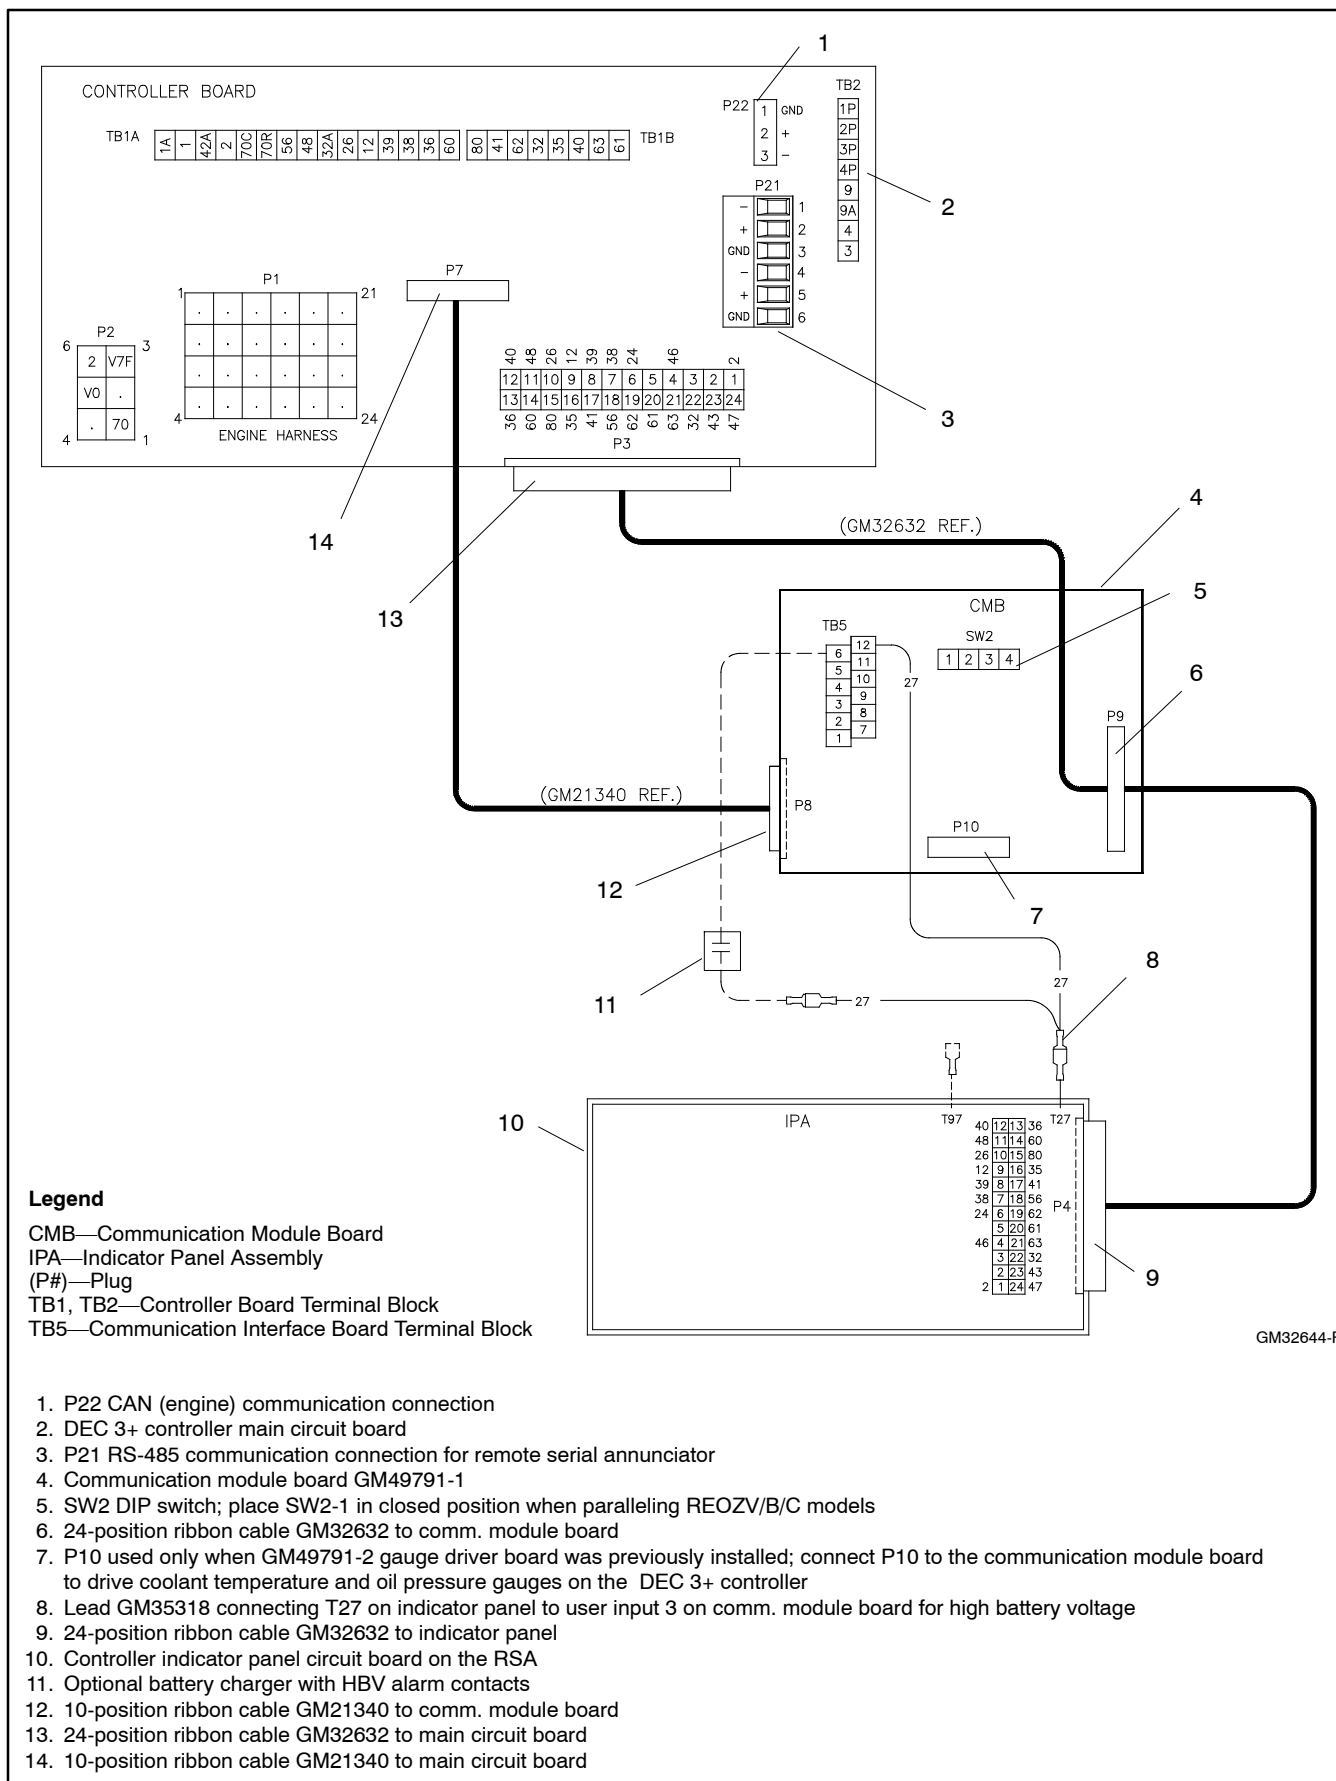 1
CONTROLLER BOARD
TB1A 1A 1 42A 2 70C 70R 56 48 32A 26 12 39 38 36 60 80 41 62 32 35 40 63 61 TB1B
P22 1 GND
2 +
3 −
TB2
1P
2P
3P
4P
9
9A
4
3
2
P21
− 1
+ 2
GND 3
− 4
+ 5
GND 6
3
P7
P1
1 21
4 24
ENGINE HARNESS
P2
6 3
2 V7F
V0 .
. 70
4 1
40 48 26 12 39 38 24 46 2
12 11 10 9 8 7 6 5 4 3 2 1
13 14 15 16 17 18 19 20 21 22 23 24
36 60 80 35 41 56 62 61 63 32 43 47
P3
14
13
(GM32632 REF.)
4
CMB
5
SW2
1 2 3 4
TB5
12
6
11
5
10
4
9
3
8
2
7
1
27
6
P9
(GM21340 REF.)
P8
P10
12
7
11
27
27
8
10
IPA
T97
T27
40 12 13 36
48 11 14 60
26 10 15 80
12 9 16 35
39 8 17 41
38 7 18 56
24 6 19 62
5 20 61
46 4 21 63
3 22 32
2 23 43
2 1 24 47
P4
9
Legend
CMB—Communication Module Board
IPA—Indicator Panel Assembly
(P#)—Plug
TB1, TB2—Controller Board Terminal Block
TB5—Communication Interface Board Terminal Block
GM32644-
1. P22 CAN (engine) communication connection
2. DEC 3+ controller main circuit board
3. P21 RS-485 communication connection for remote serial annunciator
4. Communication module board GM49791-1
5. SW2 DIP switch; place SW2-1 in closed position when paralleling REOZV/B/C models
6. 24-position ribbon cable GM32632 to comm. module board
7. P10 used only when GM49791-2 gauge driver board was previously installed; connect P10 to the communication module board
to drive coolant temperature and oil pressure gauges on the DEC 3+ controller
8. Lead GM35318 connecting T27 on indicator panel to user input 3 on comm. module board for high battery voltage
9. 24-position ribbon cable GM32632 to indicator panel
10. Controller indicator panel circuit board on the RSA
11. Optional battery charger with HBV alarm contacts
12. 10-position ribbon cable GM21340 to comm. module board
13. 24-position ribbon cable GM32632 to main circuit board
14. 10-position ribbon cable GM21340 to main circuit board